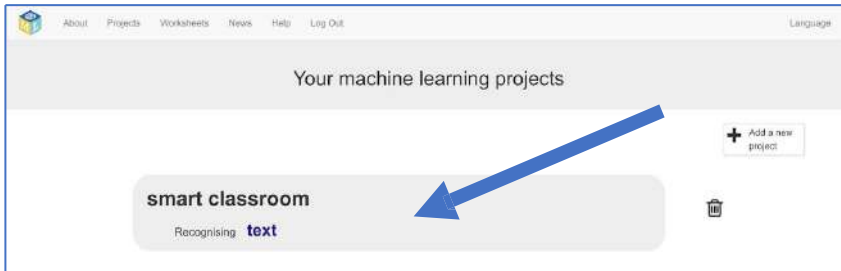 About Projects Worksheets News Help Log Out Language
Your machine learning projects
Add a new
project
smart classroom
Recognising text